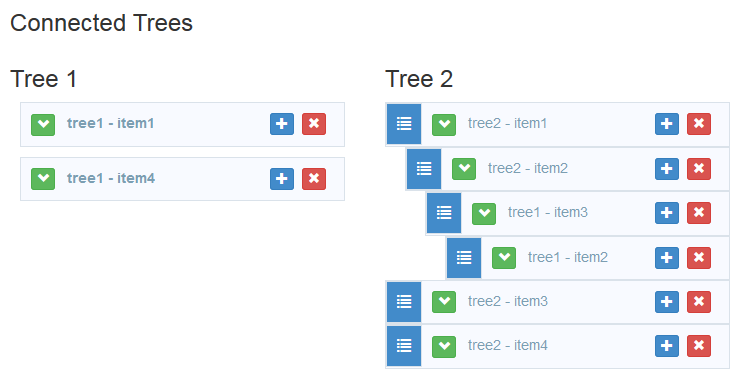 Connected Trees
Tree 1
tree1 - item1
tree1 - item4
Tree 2
tree2 - item1
tree2 - item2
tree1 - item3
tree1 - item2
tree2 - item3
tree2 - item4